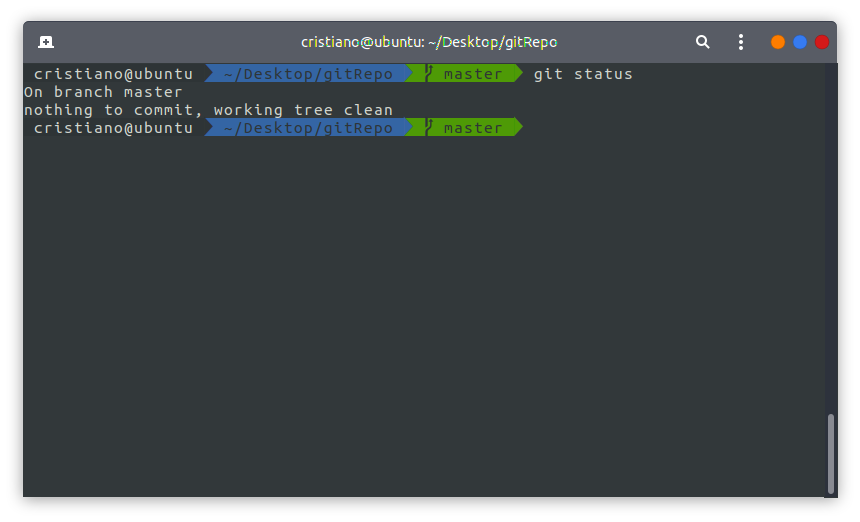 cristiano@ubuntu: ~/Desktop/gitRepo
cristiano@ubuntu ~/Desktop/gitRepo master git status
On branch master
nothing to commit, working tree clean
cristiano@ubuntu ~/Desktop/gitRepo master